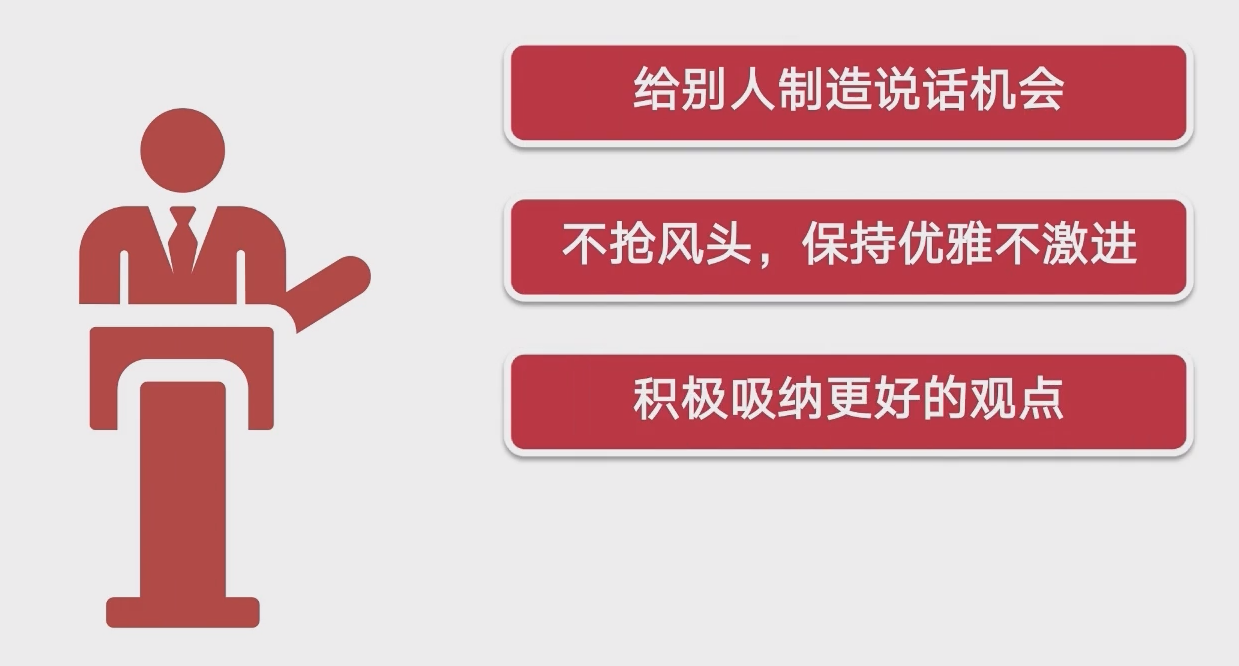 给别人制造说话机会
不抢风头，保持优雅不激进
积极吸纳更好的观点